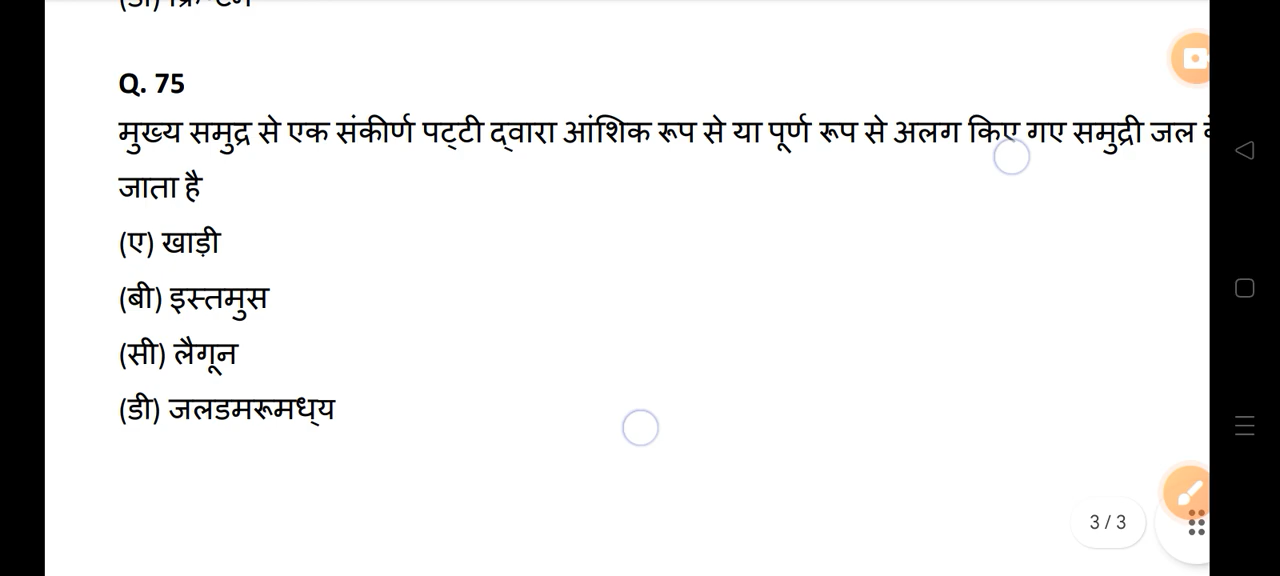 Q. 75
मुख्य समुद्र से एक संकीर्ण पट्टी द्वारा आंशिक रूप से या पूर्ण रूप से अलग किए गए समुद्री जल
जाता है
(ए) खाड़ी
(बी) इस्तमुस
(सी) लैगून
(डी) जलडमरूमध्य
3 / 3